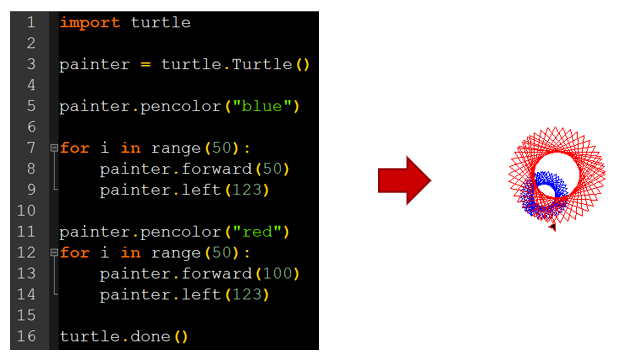 1 import turtle
2
3 painter = turtle.Turtle()
4
5 painter.pencolor("blue")
6
7 for i in range(50):
8     painter.forward(50)
9     painter.left(123)
10
11 painter.pencolor("red")
12 for i in range(50):
13     painter.forward(100)
14     painter.left(123)
15
16 turtle.done()